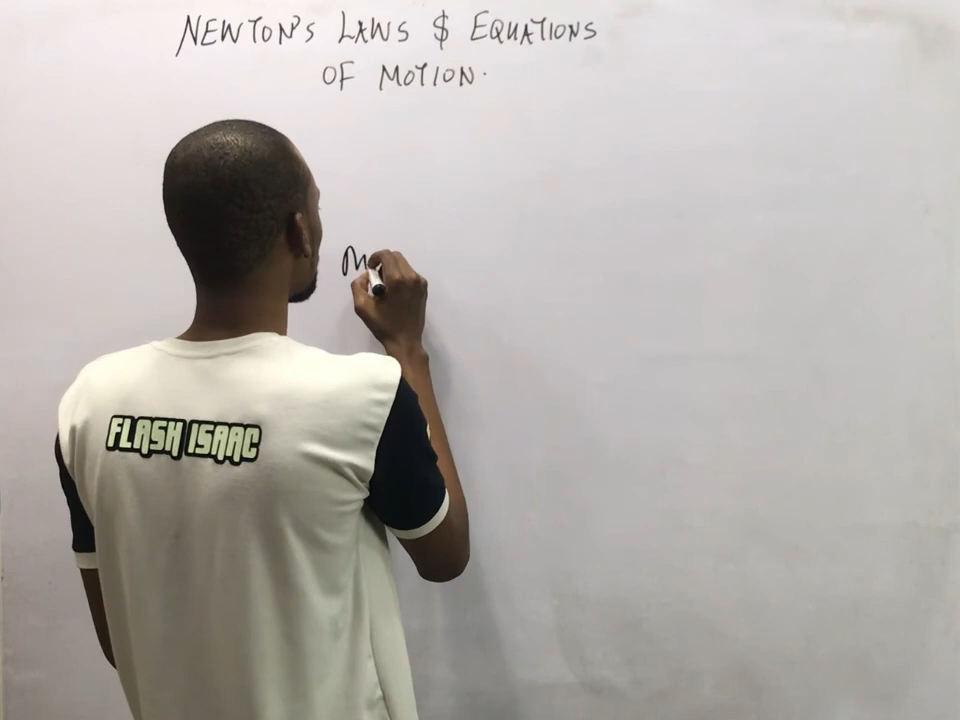 NEWTON'S LAWS $ EQUATIONS
OF MOTION.
M
FLASH ISAAC